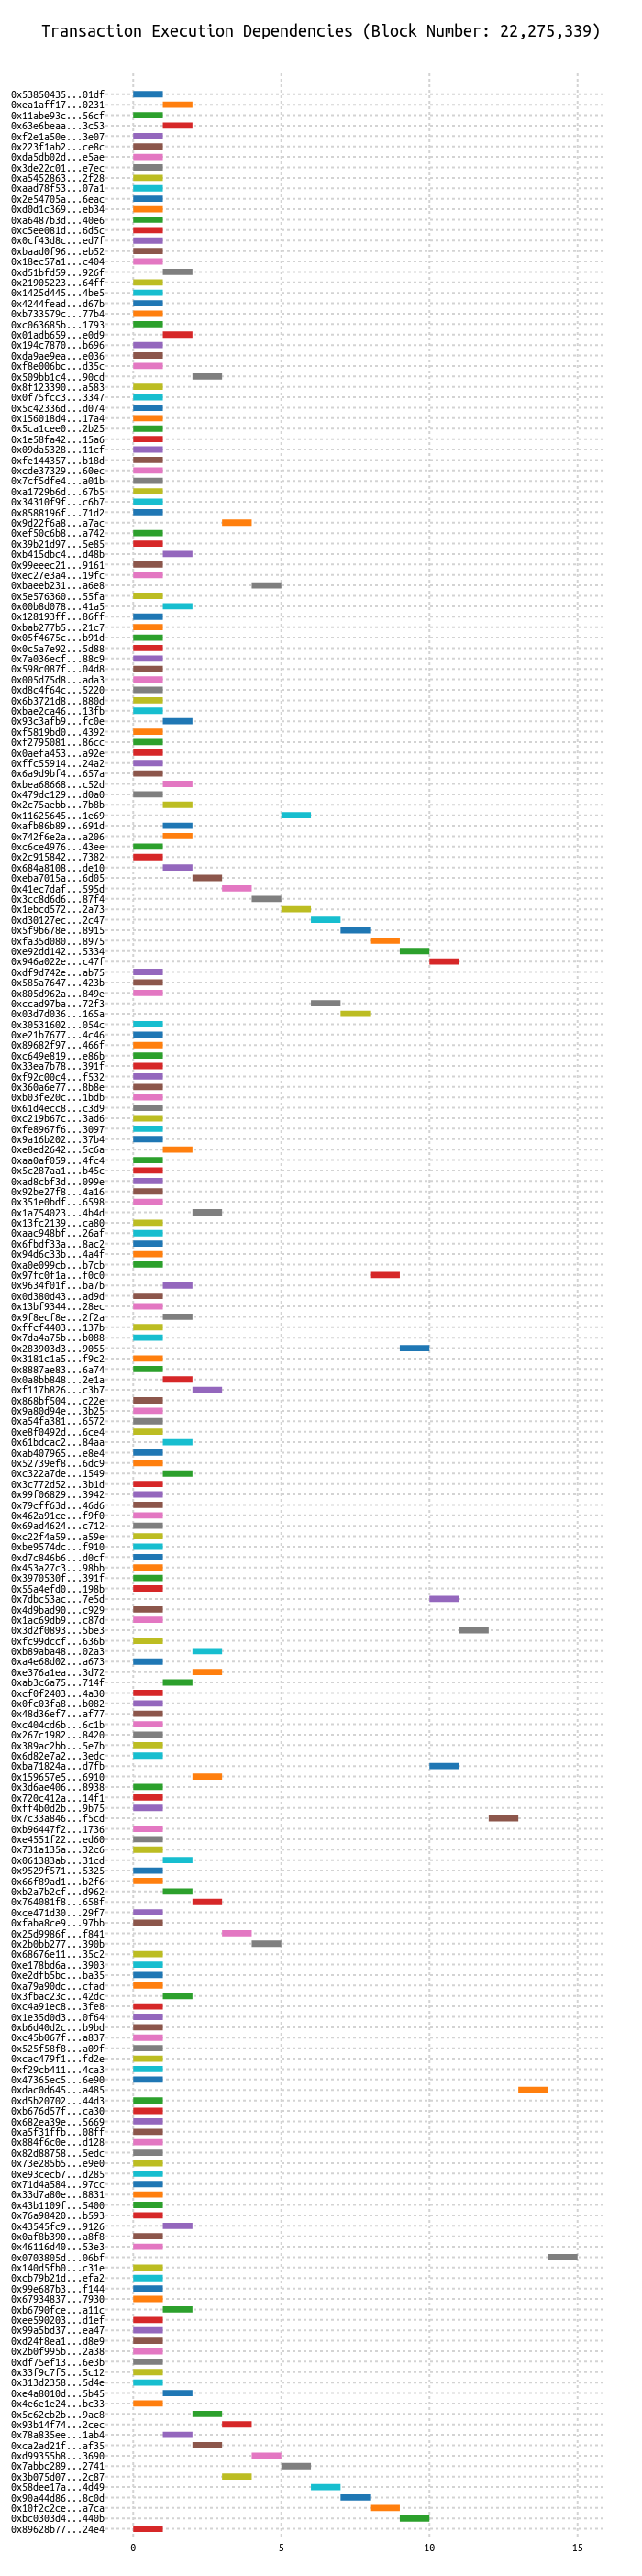 Transaction Execution Dependencies (Block Number: 22,275,339)
0x53850435...01df
0xea1aff17...0231
0x11abe93c...56cf
0x63e6beaa...3c53
0xf2e1a50e...3e07
0x223f1ab2...ce8c
0xda5db02d...e5ae
0x3de22c01...e7ec
0xa5452863...2f28
0xaad78f53...07a1
0x2e54705a...6eac
0xd0d1c369...eb34
0xa6487b3d...40e6
0xc5ee081d...6d5c
0x0cf43d8c...ed7f
0xbaad0f96...eb52
0x18ec57a1...c404
0xd51bfd59...926f
0x21905223...64ff
0x1425d445...4be5
0x4244fead...d67b
0xb733579c...77b4
0xc063685b...1793
0x01adb659...e0d9
0x194c7870...b696
0xda9ae9ea...e036
0xf8e006bc...d35c
0x509bb1c4...90cd
0x8f123390...a583
0x0f75fcc3...3347
0x5c42336d...d074
0x156018d4...17a4
0x5ca1cee0...2b25
0x1e58fa42...15a6
0x09da5328...11cf
0xfe144357...b18d
0xcde37329...60ec
0x7cf5dfe4...a01b
0xa1729b6d...67b5
0x34310f9f...c6b7
0x8588196f...71d2
0x9d22f6a8...a7ac
0xef50c6b8...a742
0x39b21d97...5e85
0xb415dbc4...d48b
0x99eeec21...9161
0xec27e3a4...19fc
0xbaeeb231...a6e8
0x5e576360...55fa
0x00b8d078...41a5
0x128193ff...86ff
0xbab277b5...21c7
0x05f4675c...b91d
0x0c5a7e92...5d88
0x7a036ecf...88c9
0x598c087f...04d8
0x005d75d8...ada3
0xd8c4f64c...5220
0x6b3721d8...880d
0xbae2ca46...13fb
0x93c3afb9...fc0e
0xf5819bd0...4392
0xf2795081...86cc
0x0aefa453...a92e
0xffc55914...24a2
0x6a9d9bf4...657a
0xbea68668...c52d
0x479dc129...d0a0
0x2c75aebb...7b8b
0x11625645...1e69
0xafb86b89...691d
0x742f6e2a...a206
0xc6ce4976...43ee
0x2c915842...7382
0x684a8108...de10
0xeba7015a...6d05
0x41ec7daf...595d
0x3cc8d6d6...87f4
0x1ebcd572...2a73
0xd30127ec...2c47
0x5f9b678e...8915
0xfa35d080...8975
0xe92dd142...5334
0x946a022e...c47f
0xdf9d742e...ab75
0x585a7647...423b
0x805d962a...849e
0xccad97ba...72f3
0x03d7d036...165a
0x30531602...054c
0xe21b7677...4c46
0x89682f97...466f
0xc649e819...e86b
0x33ea7b78...391f
0xf92c00c4...f532
0x360a6e77...8b8e
0xb03fe20c...1bdb
0x61d4ecc8...c3d9
0xc219b67c...3ad6
0xfe8967f6...3097
0x9a16b202...37b4
0xe8ed2642...5c6a
0xaa0af059...4fc4
0x5c287aa1...b45c
0xad8cbf3d...099e
0x92be27f8...4a16
0x351e0bdf...6598
0x1a754023...4b4d
0x13fc2139...ca80
0xaac948bf...26af
0x6fbdf33a...8ac2
0x94d6c33b...4a4f
0xa0e099cb...b7cb
0x97fc0f1a...f0c0
0x9634f01f...ba7b
0x0d380d43...ad9d
0x13bf9344...28ec
0x9f8ecf8e...2f2a
0xffcf4403...137b
0x7da4a75b...b088
0x283903d3...9055
0x3181c1a5...f9c2
0x8887ae83...6a74
0x0a8bb848...2e1a
0xf117b826...c3b7
0x868bf504...c22e
0x9a80d94e...3b25
0xa54fa381...6572
0xe8f0492d...6ce4
0x61bdcac2...84aa
0xab407965...e8e4
0x52739ef8...6dc9
0xc322a7de...1549
0x3c772d52...3b1d
0x99f06829...3942
0x79cff63d...46d6
0x462a91ce...f9f0
0x69ad4624...c712
0xc22f4a59...a59e
0xbe9574dc...f910
0xd7c846b6...d0cf
0x453a27c3...98bb
0x3970530f...391f
0x55a4efd0...198b
0x7dbc53ac...7e5d
0x4d9bad90...c929
0x1ac69db9...c87d
0x3d2f0893...5be3
0xfc99dccf...636b
0xb89aba48...02a3
0xa4e68d02...a673
0xe376a1ea...3d72
0xab3c6a75...714f
0xcf0f2403...4a30
0x0fc03fa8...b082
0x48d36ef7...af77
0xc404cd6b...6c1b
0x267c1982...8420
0x389ac2bb...5e7b
0x6d82e7a2...3edc
0xba71824a...d7fb
0x159657e5...6910
0x3d6ae406...8938
0x720c412a...14f1
0xff4b0d2b...9b75
0x7c33a846...f5cd
0xb96447f2...1736
0xe4551f22...ed60
0x731a135a...32c6
0x061383ab...31cd
0x9529f571...5325
0x66f89ad1...b2f6
0xb2a7b2cf...d962
0x764081f8...658f
0xce471d30...29f7
0xfaba8ce9...97bb
0x25d9986f...f841
0x2b0bb277...390b
0x68676e11...35c2
0xe178bd6a...3903
0xe2dfb5bc...ba35
0xa79a90dc...cfad
0x3fbac23c...42dc
0xc4a91ec8...3fe8
0x1e35d0d3...0f64
0xb6d40d2c...b9bd
0xc45b067f...a837
0x525f58f8...a09f
0xcac479f1...fd2e
0xf29cb411...4ca3
0x47365ec5...6e90
0xdac0d645...a485
0xd5b20702...44d3
0xb676d57f...ca30
0x682ea39e...5669
0xa5f31ffb...08ff
0x884f6c0e...d128
0x82d88758...5edc
0x73e285b5...e9e0
0xe93cecb7...d285
0x71d4a584...97cc
0x33d7a80e...8831
0x43b1109f...5400
0x76a98420...b593
0x43545fc9...9126
0x0af8b390...a8f8
0x46116d40...53e3
0x0703805d...06bf
0x140d5fb0...c31e
0xcb79b21d...efa2
0x99e687b3...f144
0x67934837...7930
0xb6790fce...a11c
0xee590203...d1ef
0x99a5bd37...ea47
0xd24f8ea1...d8e9
0x2b0f995b...2a38
0xdf75ef13...6e3b
0x33f9c7f5...5c12
0x313d2358...5d4e
0xe4a8010d...5b45
0x4e6e1e24...bc33
0x5c62cb2b...9ac8
0x93b14f74...2cec
0x78a835ee...1ab4
0xca2ad21f...af35
0xd99355b8...3690
0x7abbc289...2741
0x3b075d07...2c87
0x58dee17a...4d49
0x90a44d86...8c0d
0x10f2c2ce...a7ca
0xbc0303d4...440b
0x89628b77...24e4
0 5 10 15